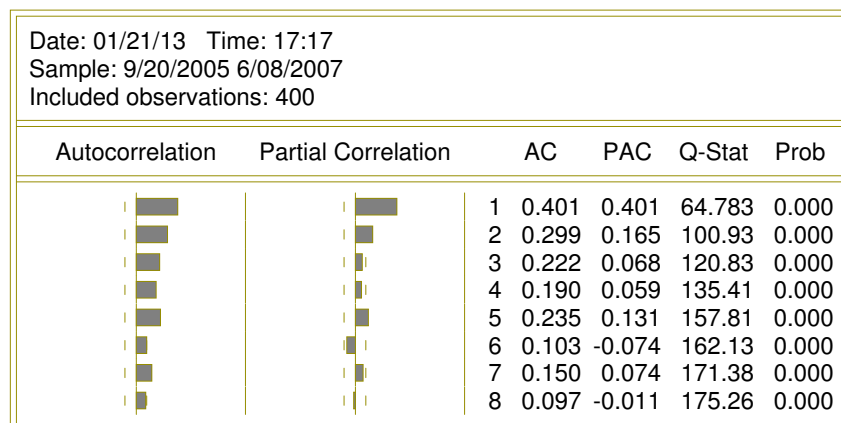 Date: 01/21/13 Time: 17:17
Sample: 9/20/2005 6/08/2007
Included observations: 400
Autocorrelation Partial Correlation AC PAC Q-Stat Prob
1 0.401 0.401 64.783 0.000
2 0.299 0.165 100.93 0.000
3 0.222 0.068 120.83 0.000
4 0.190 0.059 135.41 0.000
5 0.235 0.131 157.81 0.000
6 0.103 -0.074 162.13 0.000
7 0.150 0.074 171.38 0.000
8 0.097 -0.011 175.26 0.000